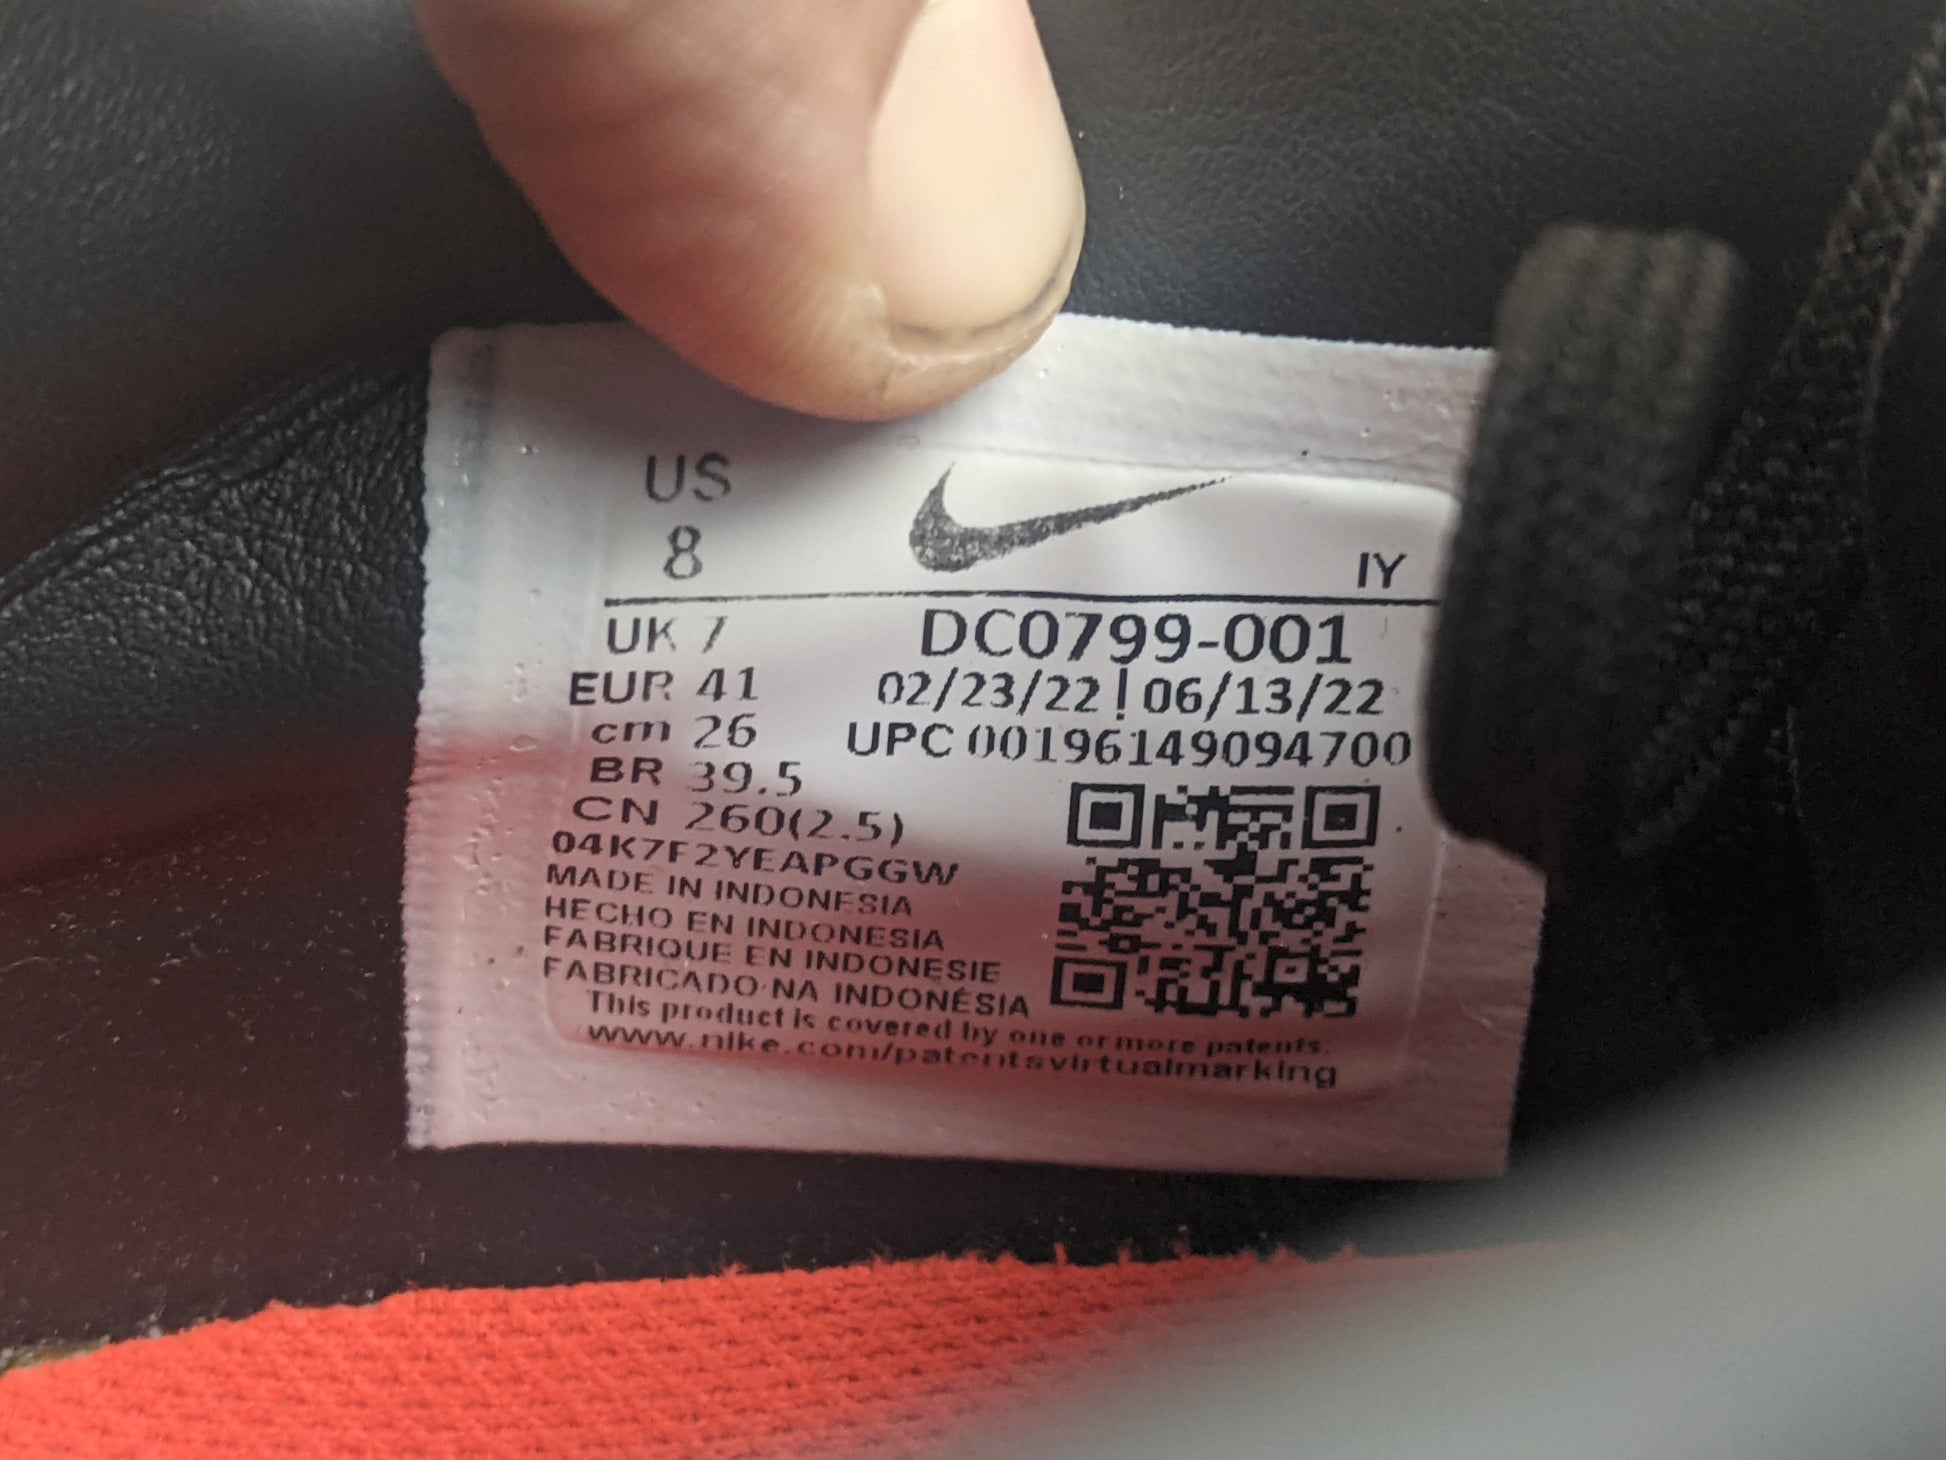 US
8
IY
UK 7
DC0799-001
EUR 41
02/23/22 | 06/13/22
cm 26
UPC 00196149094700
BR 39.5
CN 260(2.5)
04K7F2YEAPGGW
MADE IN INDONESIA
HECHO EN INDONESIA
FABRIQUE EN INDONESIE
FABRICADO NA INDONÉSIA
This product is covered by one or more patents.
www.nike.com/patentsvirtualmarking